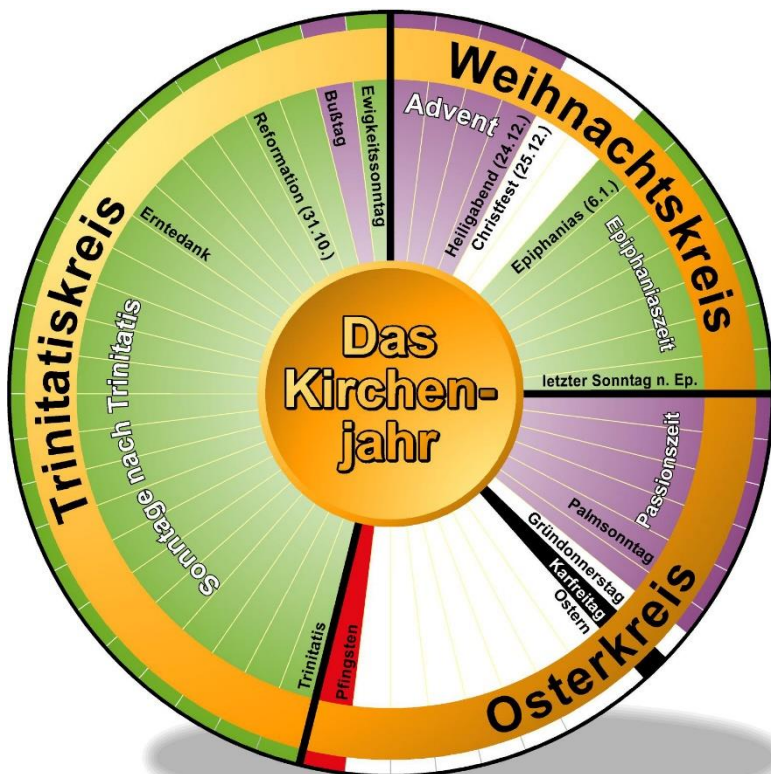 Das
Kirchen-
jahr
Weihnachtskreis
Advent
Heiligabend (24.12.)
Christfest (25.12.)
Epiphanias (6.1.)
Epiphaniaszeit
letzter Sonntag n. Ep.
Osterkreis
Passionszeit
Palmsonntag
Gründonnerstag
Karfreitag
Ostern
Pfingsten
Trinitatiskreis
Trinitatis
Sonntage nach Trinitatis
Erntedank
Reformation (31.10.)
Bußtag
Ewigkeitssonntag